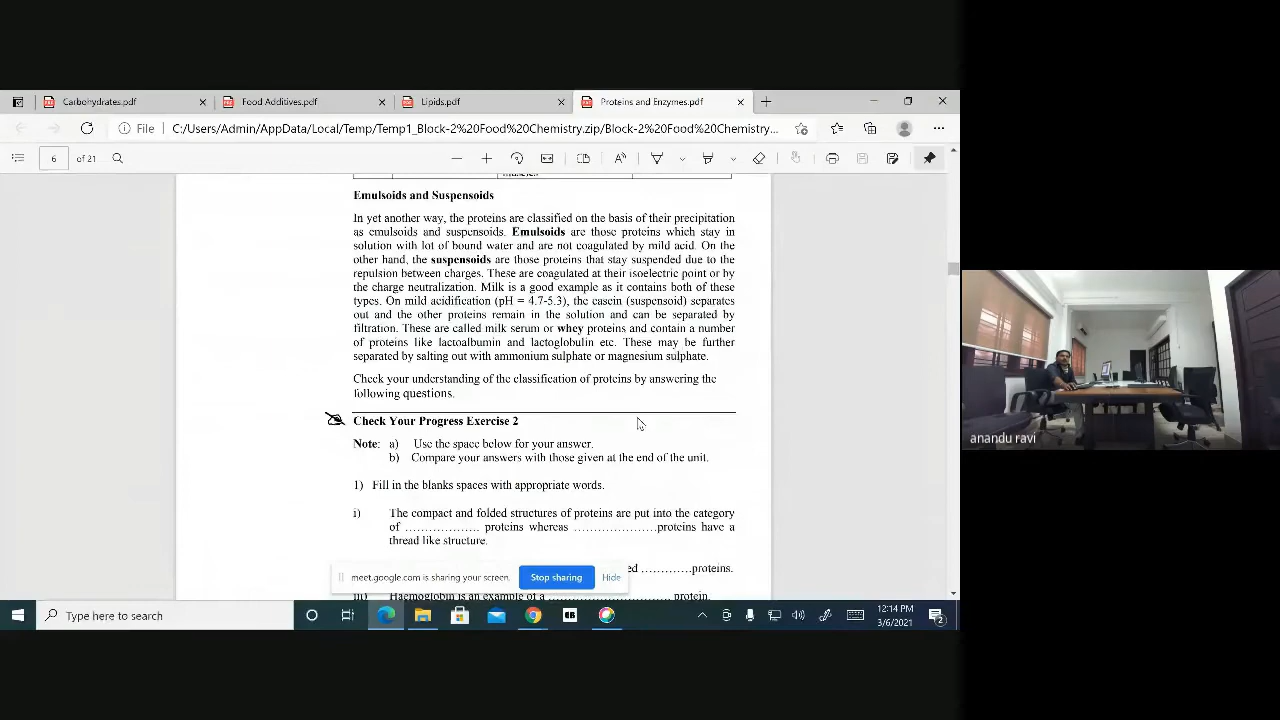 Carbohydrates.pdf
Food Additives.pdf
Lipids.pdf
Proteins and Enzymes.pdf
File C:/Users/Admin/AppData/Local/Temp/Temp1_Block-2%20Food%20Chemistry.zip/Block-2%20Food%20Chemistry...
6 of 21
muscles
Emulsoids and Suspensoids
In yet another way, the proteins are classified on the basis of their precipitation
as emulsoids and suspensoids. Emulsoids are those proteins which stay in
solution with lot of bound water and are not coagulated by mild acid. On the
other hand, the suspensoids are those proteins that stay suspended due to the
repulsion between charges. These are coagulated at their isoelectric point or by
the charge neutralization. Milk is a good example as it contains both of these
types. On mild acidification (pH = 4.7-5.3), the casein (suspensoid) separates
out and the other proteins remain in the solution and can be separated by
filtration. These are called milk serum or whey proteins and contain a number
of proteins like lactoalbumin and lactoglobulin etc. These may be further
separated by salting out with ammonium sulphate or magnesium sulphate.
Check your understanding of the classification of proteins by answering the
following questions.
Check Your Progress Exercise 2
Note: a) Use the space below for your answer.
b) Compare your answers with those given at the end of the unit.
1) Fill in the blanks spaces with appropriate words.
i) The compact and folded structures of proteins are put into the category
of ………………. proteins whereas ………………..proteins have a
thread like structure.
ed …………proteins.
meet.google.com is sharing your screen. Stop sharing Hide
iii) Haemoglobin is an example of a ………………………… protein.
Type here to search
12:14 PM
3/6/2021
2
anandu ravi